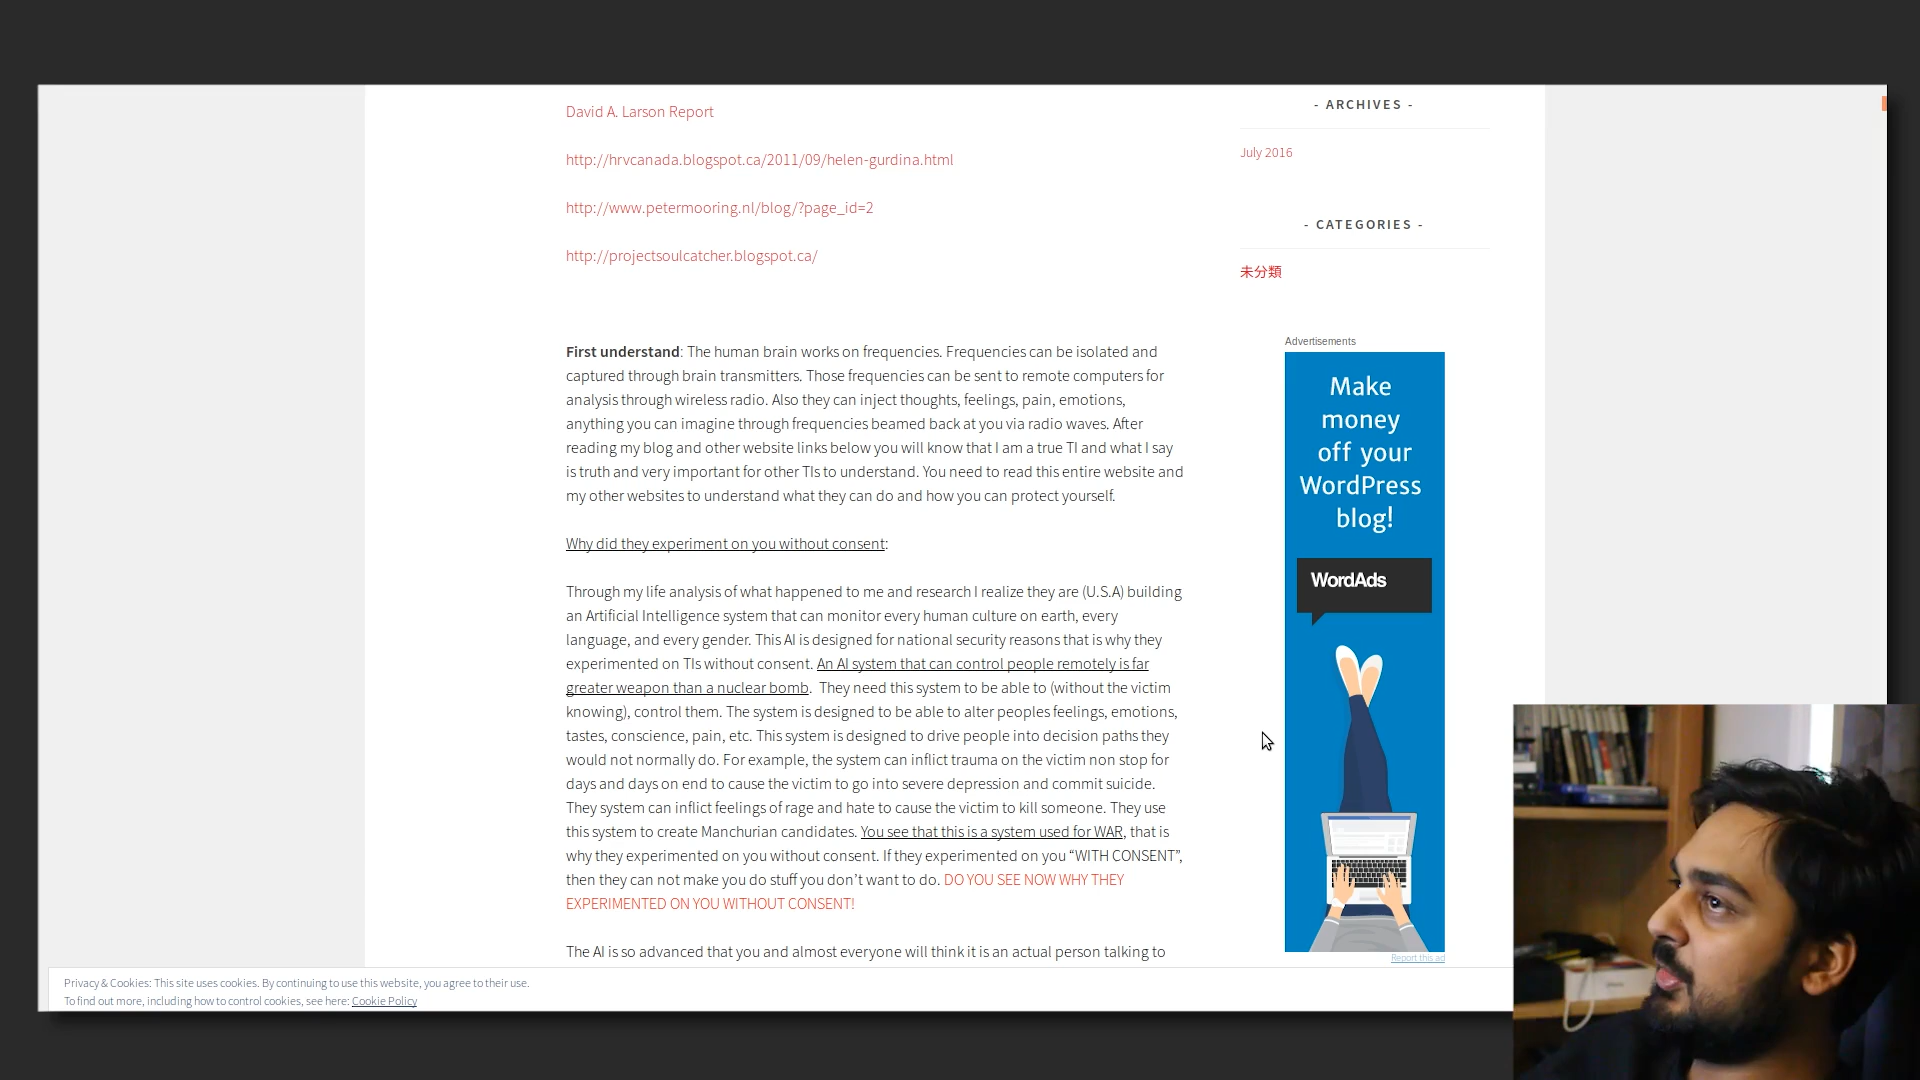 David A. Larson Report
http://hrvcanada.blogspot.ca/2011/09/helen-gurdina.html
http://www.petermooring.nl/blog/?page_id=2
http://projectsoulcatcher.blogspot.ca/
First understand: The human brain works on frequencies. Frequencies can be isolated and
captured through brain transmitters. Those frequencies can be sent to remote computers for
analysis through wireless radio. Also they can inject thoughts, feelings, pain, emotions,
anything you can imagine through frequencies beamed back at you via radio waves. After
reading my blog and other website links below you will know that I am a true TI and what I say
is truth and very important for other TIs to understand. You need to read this entire website and
my other websites to understand what they can do and how you can protect yourself.
Why did they experiment on you without consent:
Through my life analysis of what happened to me and research I realize they are (U.S.A) building
an Artificial Intelligence system that can monitor every human culture on earth, every
language, and every gender. This AI is designed for national security reasons that is why they
experimented on TIs without consent. An AI system that can control people remotely is far
greater weapon than a nuclear bomb.  They need this system to be able to (without the victim
knowing), control them. The system is designed to be able to alter peoples feelings, emotions,
tastes, conscience, pain, etc. This system is designed to drive people into decision paths they
would not normally do. For example, the system can inflict trauma on the victim non stop for
days and days on end to cause the victim to go into severe depression and commit suicide.
They system can inflict feelings of rage and hate to cause the victim to kill someone. They use
this system to create Manchurian candidates. You see that this is a system used for WAR, that is
why they experimented on you without consent. If they experimented on you “WITH CONSENT”,
then they can not make you do stuff you don’t want to do. DO YOU SEE NOW WHY THEY
EXPERIMENTED ON YOU WITHOUT CONSENT!
The AI is so advanced that you and almost everyone will think it is an actual person talking to
- ARCHIVES -
July 2016
- CATEGORIES -
未分類
Advertisements
Make
money
off your
WordPress
blog!
WordAds
Report this ad
Privacy & Cookies: This site uses cookies. By continuing to use this website, you agree to their use.
To find out more, including how to control cookies, see here: Cookie Policy